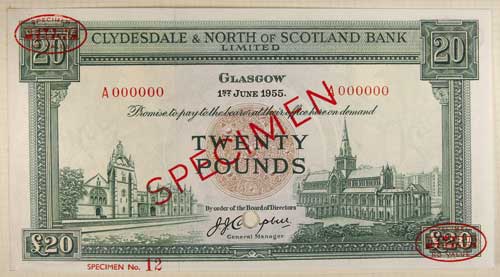 SPECIMEN
20
CLYDESDALE & NORTH OF SCOTLAND BANK
LIMITED
20
GLASGOW
A 000000
1ST JUNE 1955.
A 000000
Promise to pay to the bearer at their office here on demand
SPECIMEN
TWENTY
POUNDS
By order of the Board of Directors
General Manager
£20
£20
NO VALUE
SPECIMEN No. 12